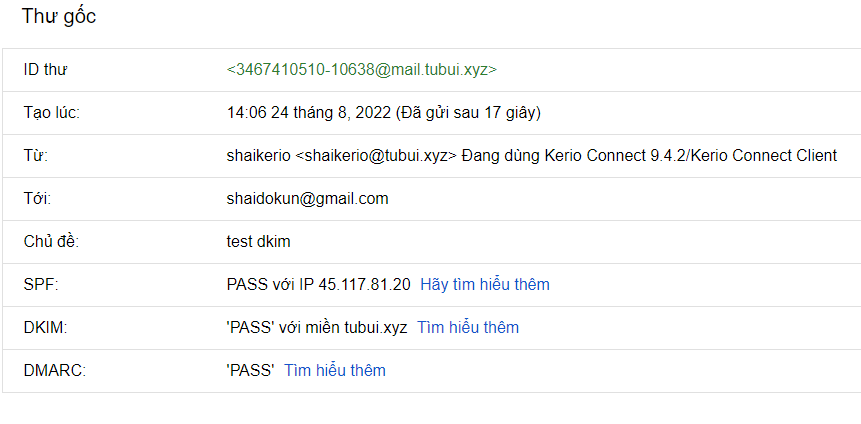 Thư gốc
ID thư <3467410510-10638@mail.tubui.xyz>
Tạo lúc: 14:06 24 tháng 8, 2022 (Đã gửi sau 17 giây)
Từ: shaikerio <shaikerio@tubui.xyz> Đang dùng Kerio Connect 9.4.2/Kerio Connect Client
Tới: shaidokun@gmail.com
Chủ đề: test dkim
SPF: PASS với IP 45.117.81.20 Hãy tìm hiểu thêm
DKIM: 'PASS' với miền tubui.xyz Tìm hiểu thêm
DMARC: 'PASS' Tìm hiểu thêm